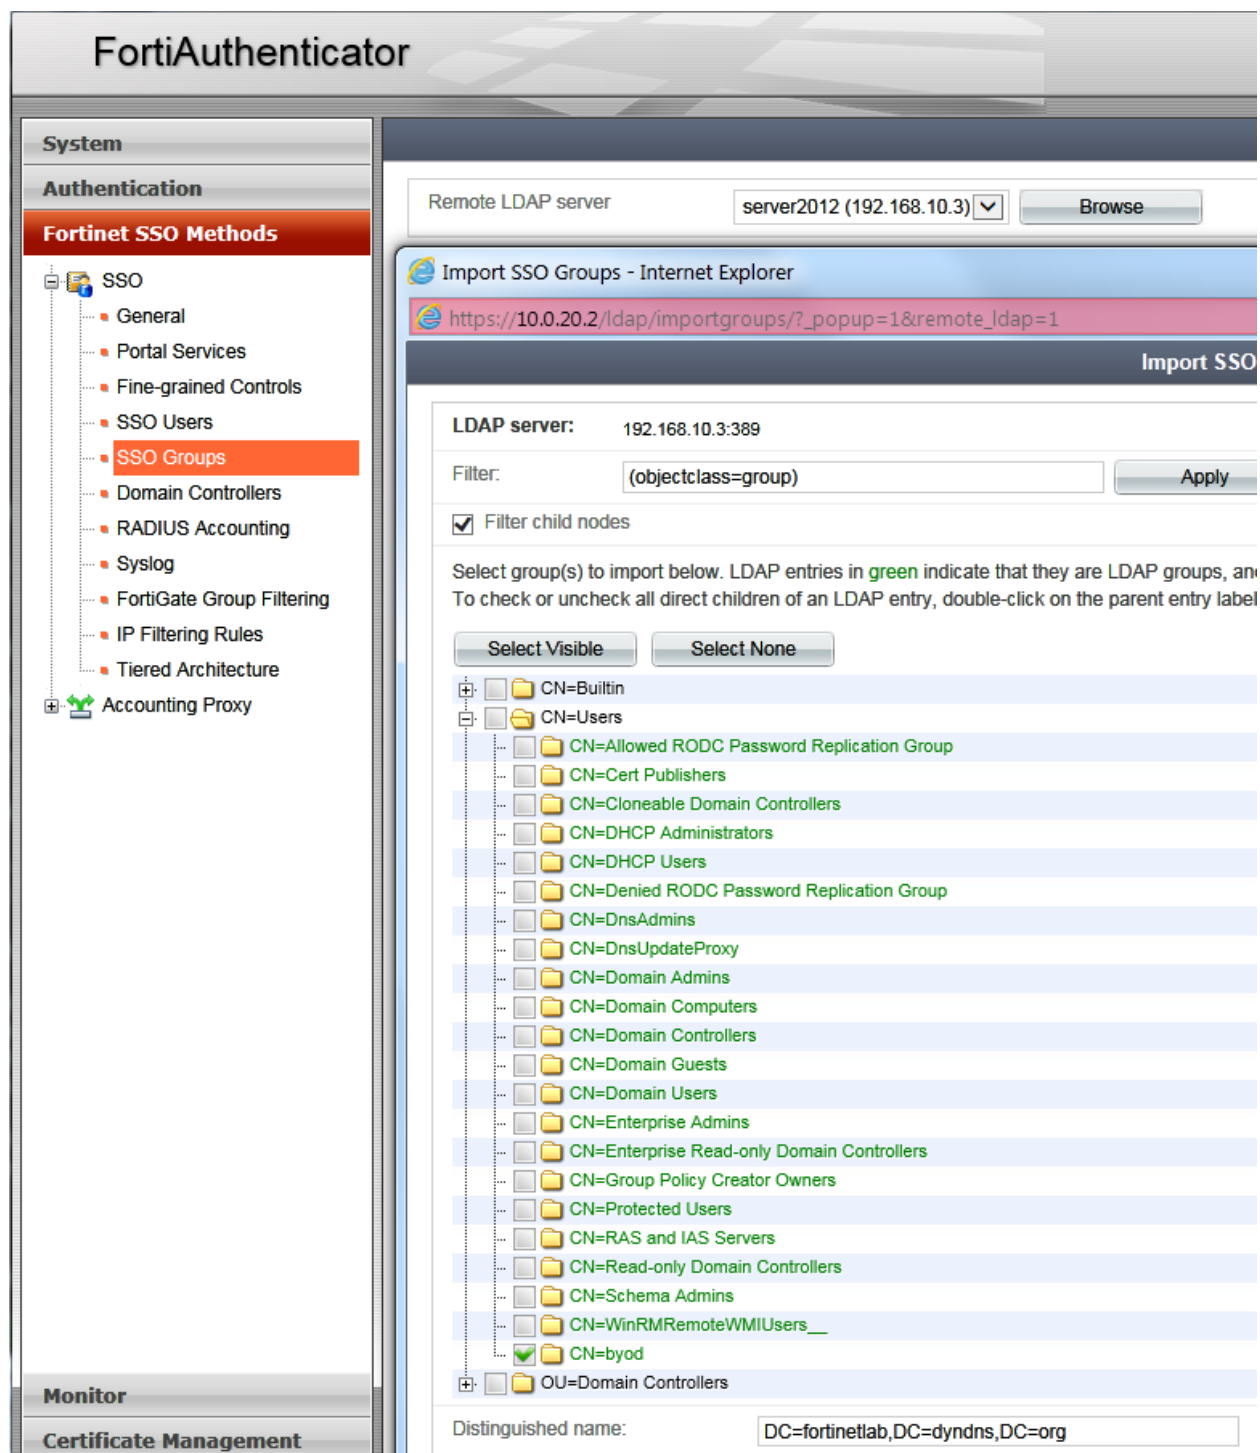 FortiAuthenticator
System
Authentication
Fortinet SSO Methods
SSO
General
Portal Services
Fine-grained Controls
SSO Users
SSO Groups
Domain Controllers
RADIUS Accounting
Syslog
FortiGate Group Filtering
IP Filtering Rules
Tiered Architecture
Accounting Proxy
Monitor
Certificate Management
Remote LDAP server
server2012 (192.168.10.3)
Browse
Import SSO Groups - Internet Explorer
https://10.0.20.2/ldap/importgroups/?_popup=1&remote_ldap=1
Import SSO
LDAP server: 192.168.10.3:389
Filter: (objectclass=group) Apply
Filter child nodes
Select group(s) to import below. LDAP entries in green indicate that they are LDAP groups, and
To check or uncheck all direct children of an LDAP entry, double-click on the parent entry label
Select Visible Select None
CN=Builtin
CN=Users
CN=Allowed RODC Password Replication Group
CN=Cert Publishers
CN=Cloneable Domain Controllers
CN=DHCP Administrators
CN=DHCP Users
CN=Denied RODC Password Replication Group
CN=DnsAdmins
CN=DnsUpdateProxy
CN=Domain Admins
CN=Domain Computers
CN=Domain Controllers
CN=Domain Guests
CN=Domain Users
CN=Enterprise Admins
CN=Enterprise Read-only Domain Controllers
CN=Group Policy Creator Owners
CN=Protected Users
CN=RAS and IAS Servers
CN=Read-only Domain Controllers
CN=Schema Admins
CN=WinRMRemoteWMIUsers__
CN=byod
OU=Domain Controllers
Distinguished name: DC=fortinetlab,DC=dyndns,DC=org